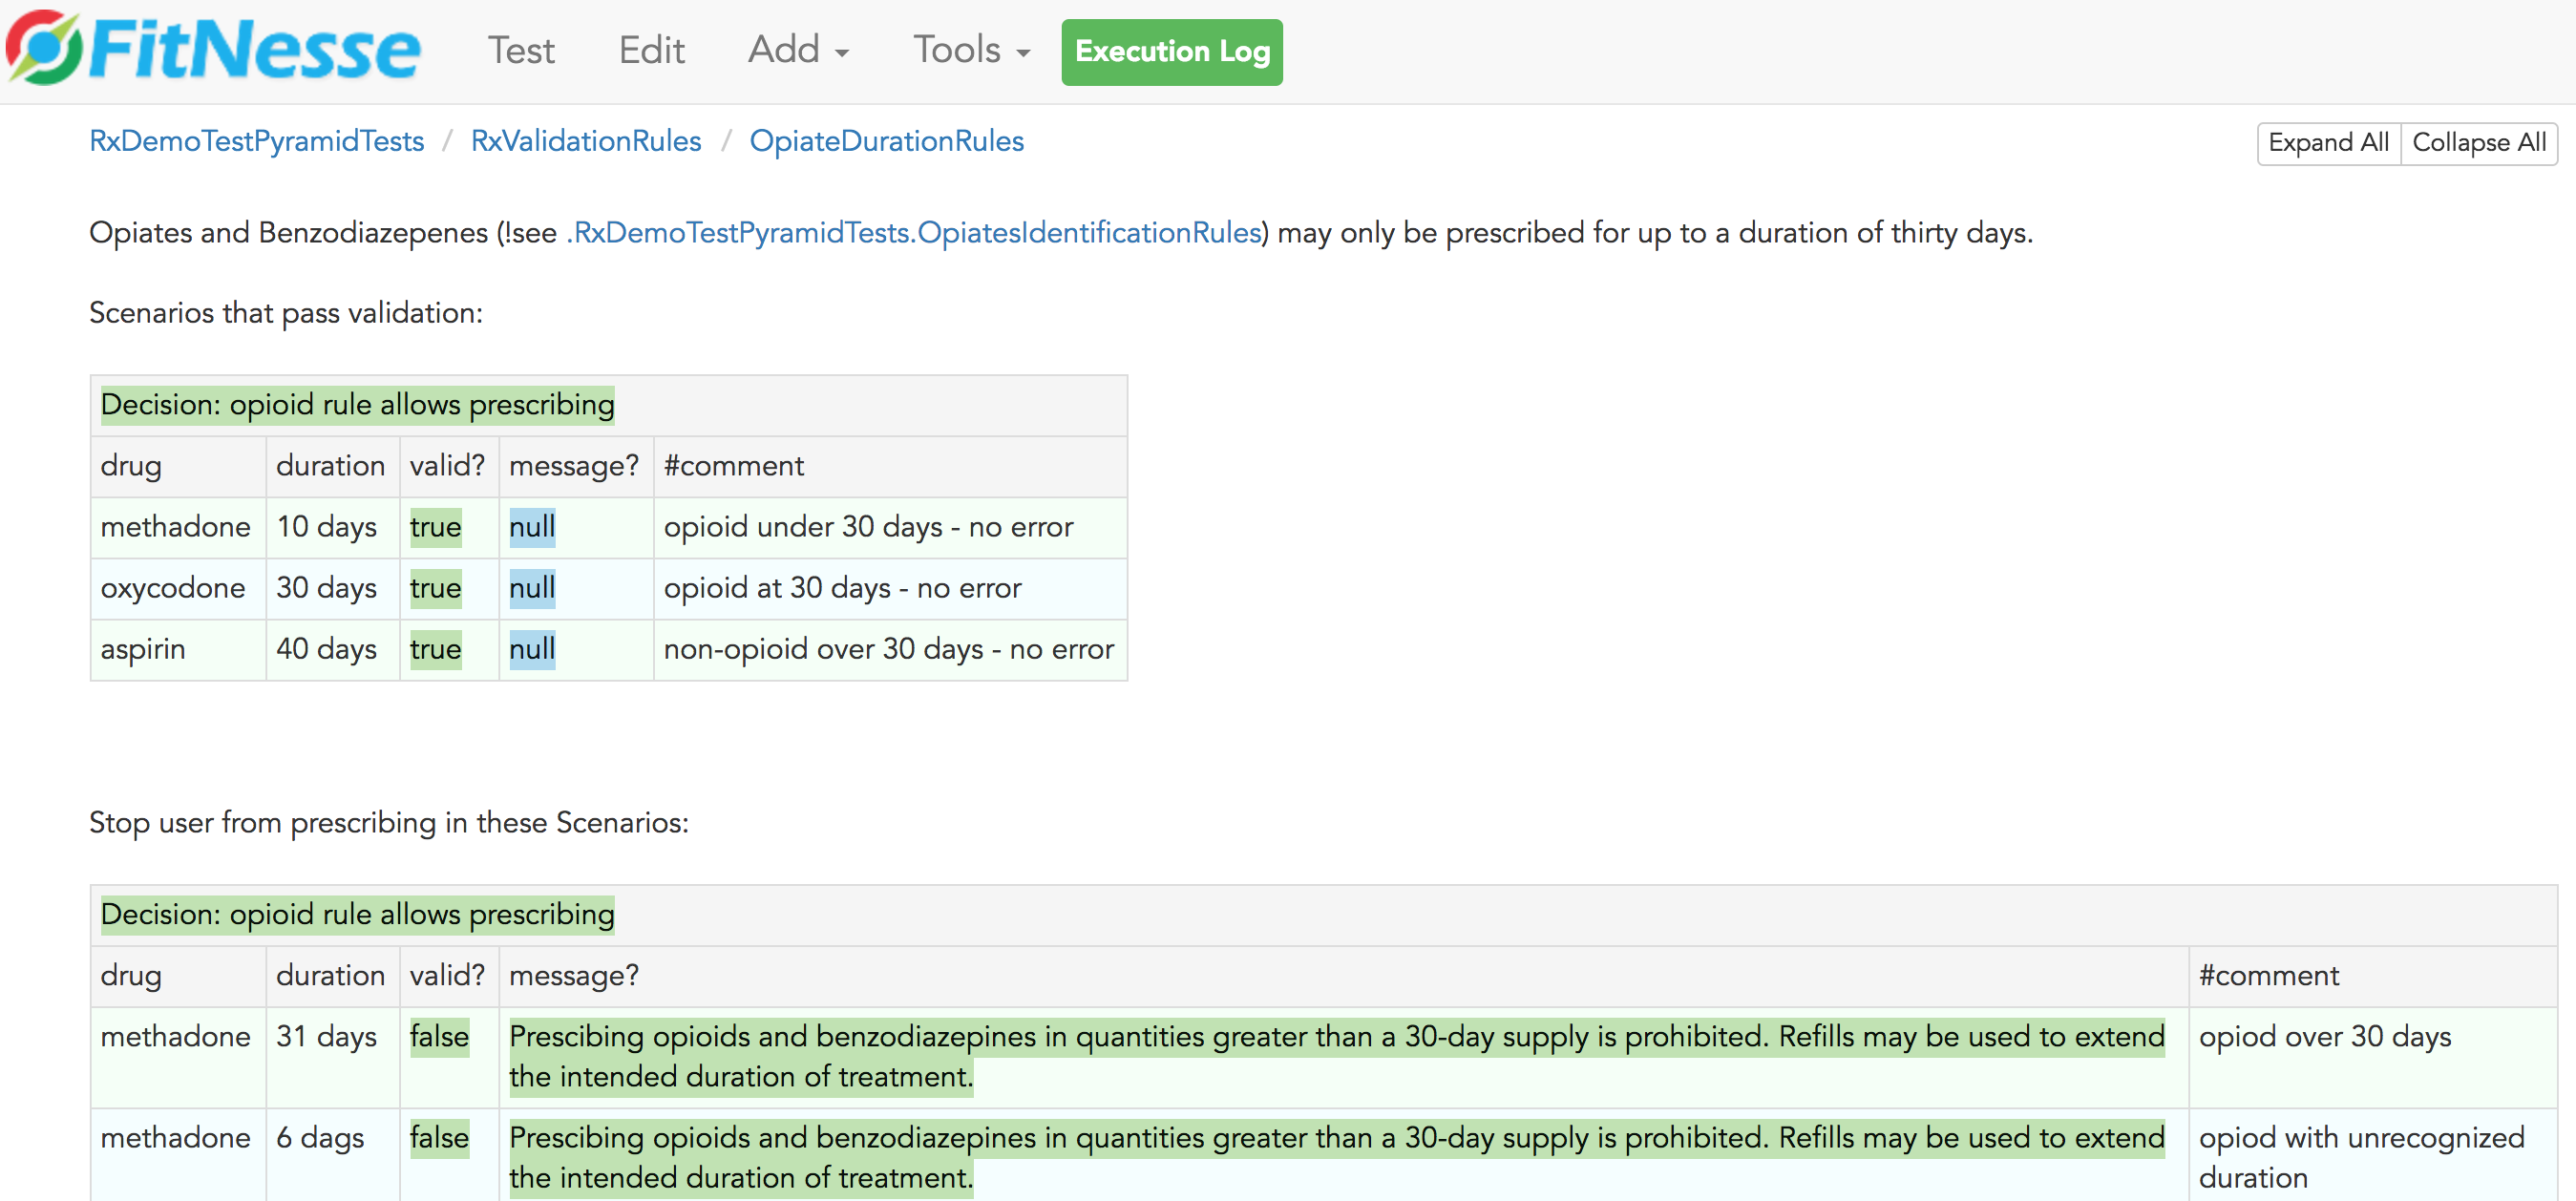 FitNesse Test Edit Add Tools Execution Log
RxDemoTestPyramidTests / RxValidationRules / OpiateDurationRules Expand All Collapse All
Opiates and Benzodiazepenes (!see .RxDemoTestPyramidTests.OpiatesIdentificationRules) may only be prescribed for up to a duration of thirty days.
Scenarios that pass validation:
Decision: opioid rule allows prescribing
drug duration valid? message? #comment
methadone 10 days true null opioid under 30 days - no error
oxycodone 30 days true null opioid at 30 days - no error
aspirin 40 days true null non-opioid over 30 days - no error
Stop user from prescribing in these Scenarios:
Decision: opioid rule allows prescribing
drug duration valid? message? #comment
methadone 31 days false Prescibing opioids and benzodiazepines in quantities greater than a 30-day supply is prohibited. Refills may be used to extend opiod over 30 days
the intended duration of treatment.
methadone 6 dags false Prescibing opioids and benzodiazepines in quantities greater than a 30-day supply is prohibited. Refills may be used to extend opiod with unrecognized
the intended duration of treatment. duration